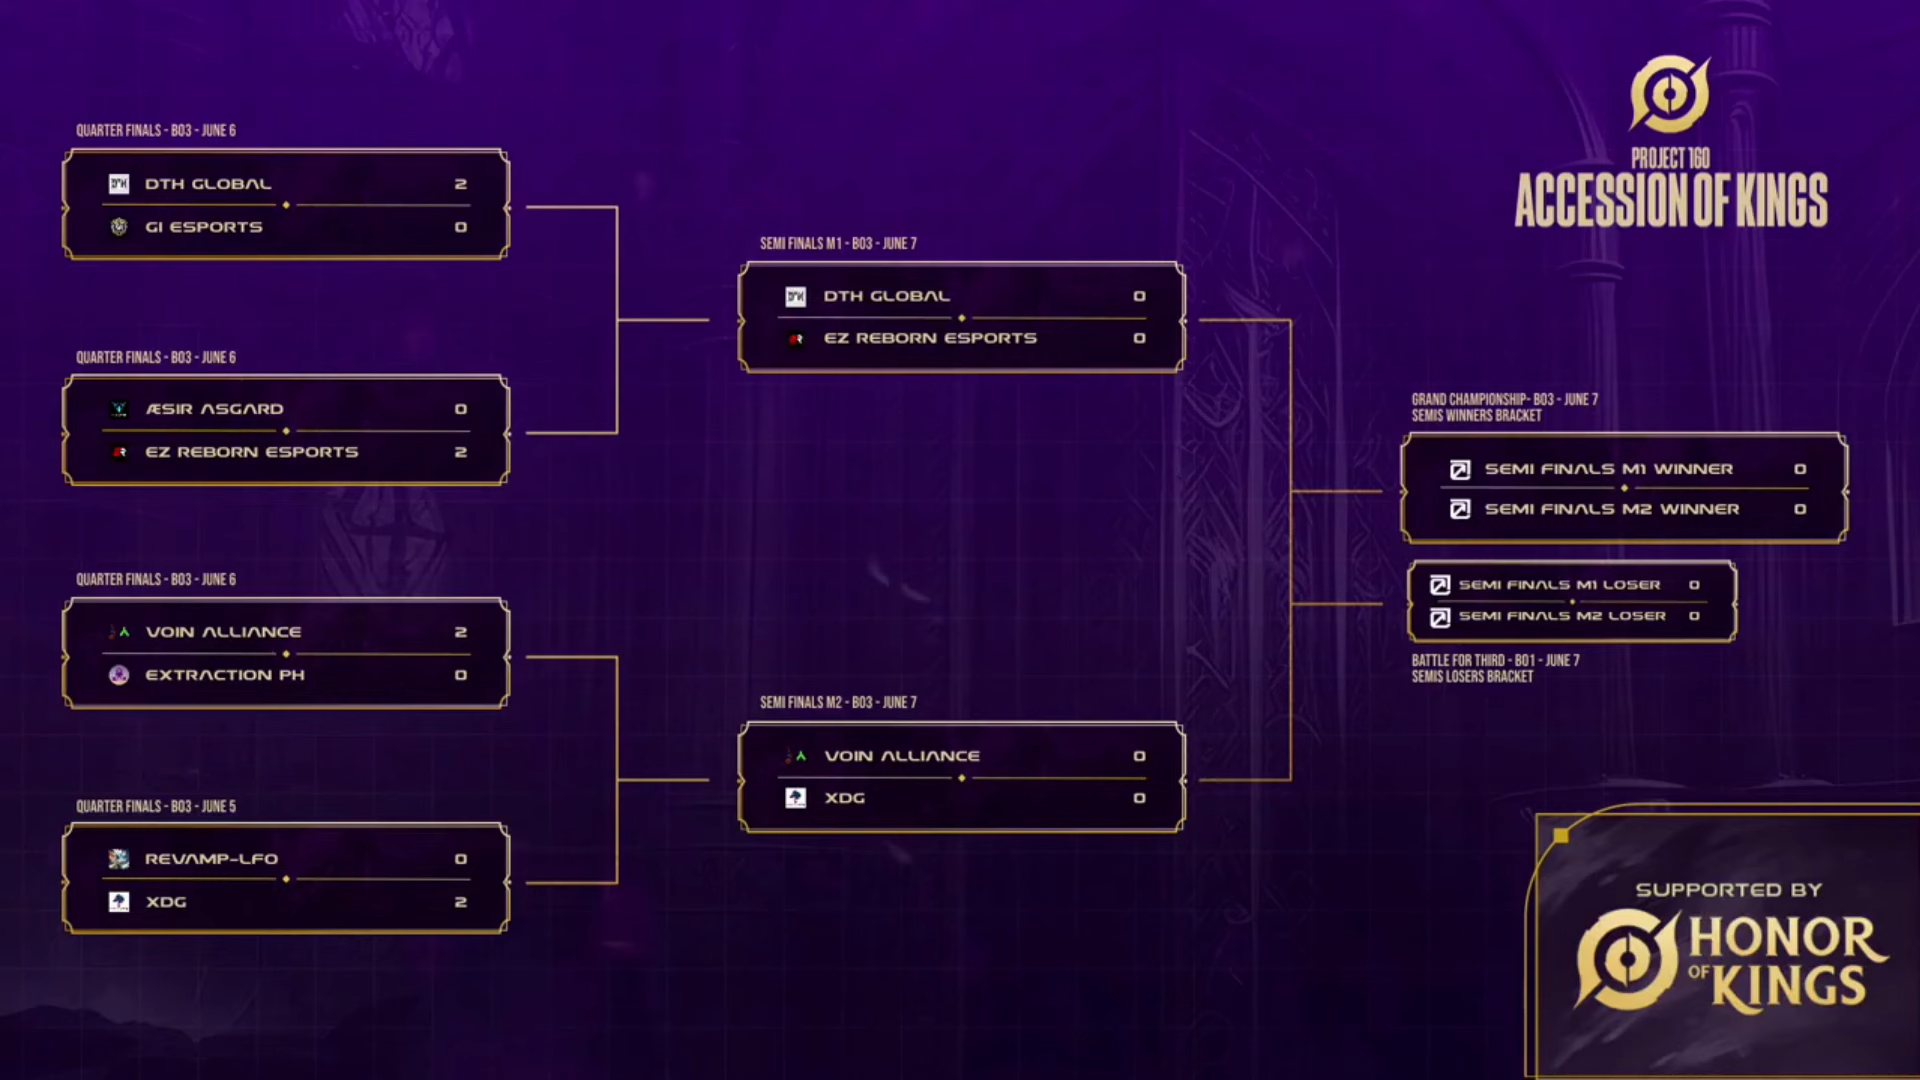 QUARTER FINALS - BO3 - JUNE 6
DTH GLOBAL 2
GI ESPORTS 0
QUARTER FINALS - BO3 - JUNE 6
ÆSIR ASGARD 0
EZ REBORN ESPORTS 2
QUARTER FINALS - BO3 - JUNE 6
VOIN ALLIANCE 2
EXTRACTION PH 0
QUARTER FINALS - BO3 - JUNE 5
REVAMP-LFO 0
XDG 2
SEMI FINALS M1 - BO3 - JUNE 7
DTH GLOBAL 0
EZ REBORN ESPORTS 0
SEMI FINALS M2 - BO3 - JUNE 7
VOIN ALLIANCE 0
XDG 0
PROJECT 160
ACCESSION OF KINGS
GRAND CHAMPIONSHIP- BO3 - JUNE 7
SEMIS WINNERS BRACKET
SEMI FINALS M1 WINNER 0
SEMI FINALS M2 WINNER 0
SEMI FINALS M1 LOSER 0
SEMI FINALS M2 LOSER 0
BATTLE FOR THIRD - BO1 - JUNE 7
SEMIS LOSERS BRACKET
SUPPORTED BY
HONOR
OF KINGS